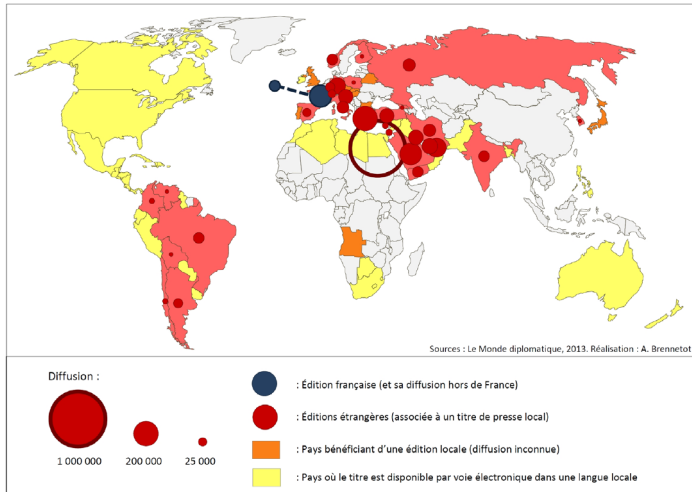 Sources : Le Monde diplomatique, 2013. Réalisation : A. Brennetot
Diffusion :
1 000 000
200 000
25 000
: Édition française (et sa diffusion hors de France)
: Éditions étrangères (associée à un titre de presse local)
: Pays bénéficiant d'une édition locale (diffusion inconnue)
: Pays où le titre est disponible par voie électronique dans une langue locale